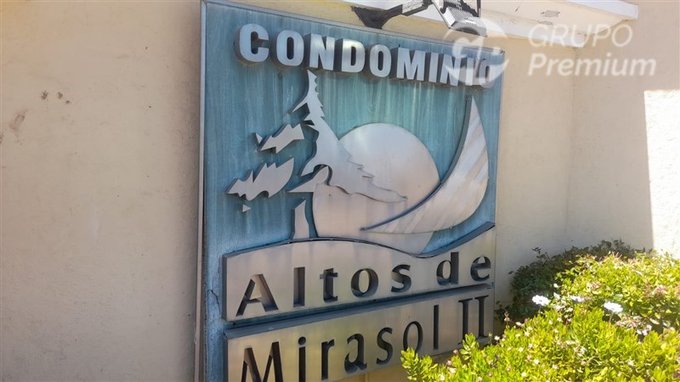 CONDOMINIO
GRUPO
Premium
Altos de
Mirasol II